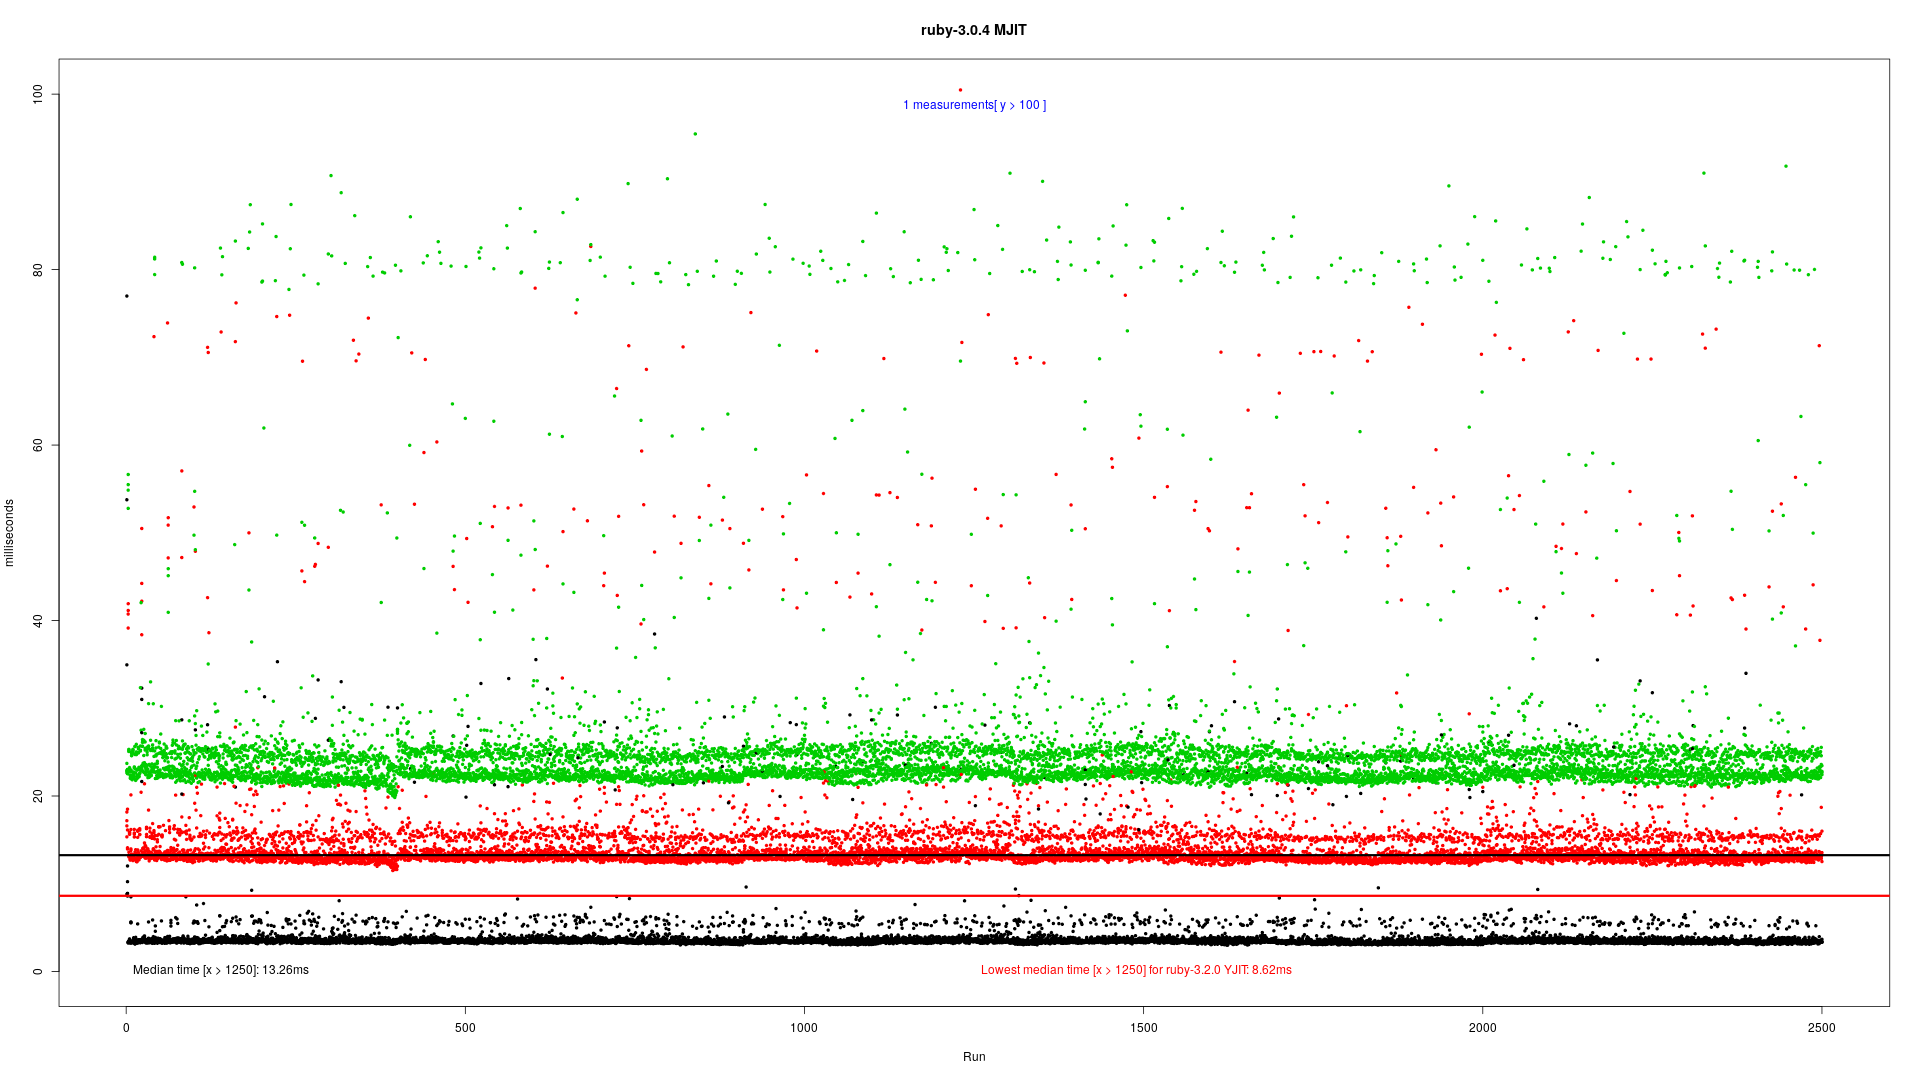 ruby-3.0.4 MJIT
1 measurements[ y > 100 ]
milliseconds
100
80
60
40
20
0
Median time [x > 1250]: 13.26ms
Lowest median time [x > 1250] for ruby-3.2.0 YJIT: 8.62ms
0 500 1000 1500 2000 2500
Run